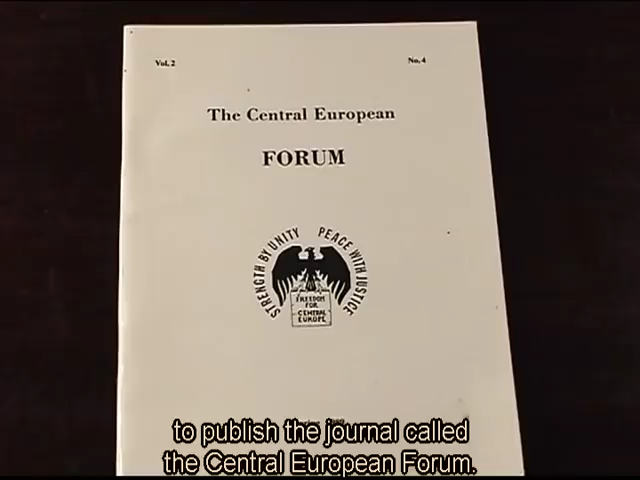 Vol. 2
No. 4
The Central European
FORUM
STRENGTH BY UNITY PEACE WITH JUSTICE
FREEDOM
FOR
CENTRAL
EUROPE
to publish the journal called
the Central European Forum.